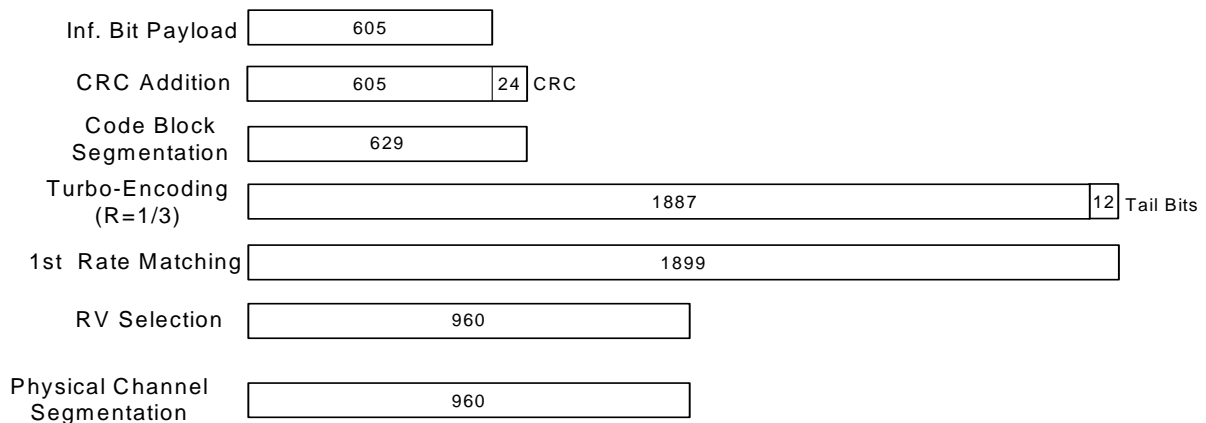 Inf. Bit Payload 605
CRC Addition 605 24 CRC
Code Block
Segmentation 629
Turbo-Encoding
(R=1/3) 1887 12 Tail Bits
1st Rate Matching 1899
RV Selection 960
Physical Channel
Segmentation 960